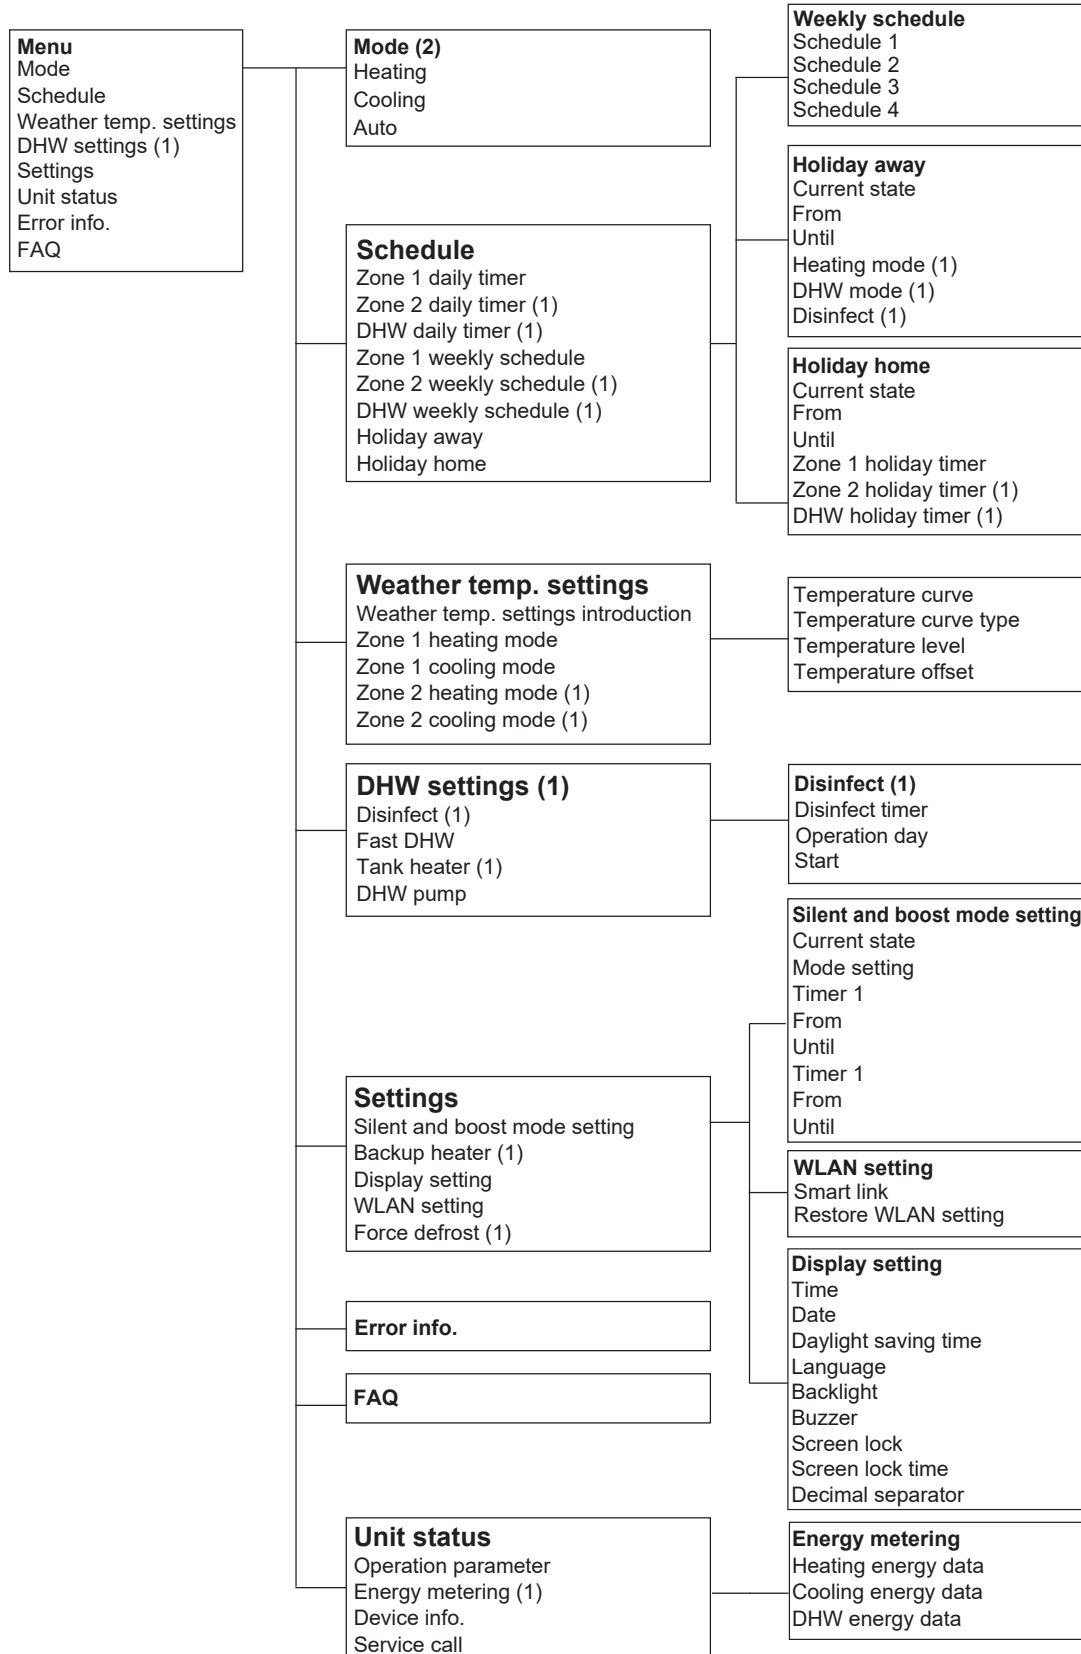 Menu
Mode
Schedule
Weather temp. settings
DHW settings (1)
Settings
Unit status
Error info.
FAQ
Mode (2)
Heating
Cooling
Auto
Schedule
Zone 1 daily timer
Zone 2 daily timer (1)
DHW daily timer (1)
Zone 1 weekly schedule
Zone 2 weekly schedule (1)
DHW weekly schedule (1)
Holiday away
Holiday home
Weekly schedule
Schedule 1
Schedule 2
Schedule 3
Schedule 4
Holiday away
Current state
From
Until
Heating mode (1)
DHW mode (1)
Disinfect (1)
Holiday home
Current state
From
Until
Zone 1 holiday timer
Zone 2 holiday timer (1)
DHW holiday timer (1)
Weather temp. settings
Weather temp. settings introduction
Zone 1 heating mode
Zone 1 cooling mode
Zone 2 heating mode (1)
Zone 2 cooling mode (1)
Temperature curve
Temperature curve type
Temperature level
Temperature offset
DHW settings (1)
Disinfect (1)
Fast DHW
Tank heater (1)
DHW pump
Disinfect (1)
Disinfect timer
Operation day
Start
Settings
Silent and boost mode setting
Backup heater (1)
Display setting
WLAN setting
Force defrost (1)
Silent and boost mode setting
Current state
Mode setting
Timer 1
From
Until
Timer 1
From
Until
WLAN setting
Smart link
Restore WLAN setting
Display setting
Time
Date
Daylight saving time
Language
Backlight
Buzzer
Screen lock
Screen lock time
Decimal separator
Error info.
FAQ
Unit status
Operation parameter
Energy metering (1)
Device info.
Service call
Energy metering
Heating energy data
Cooling energy data
DHW energy data